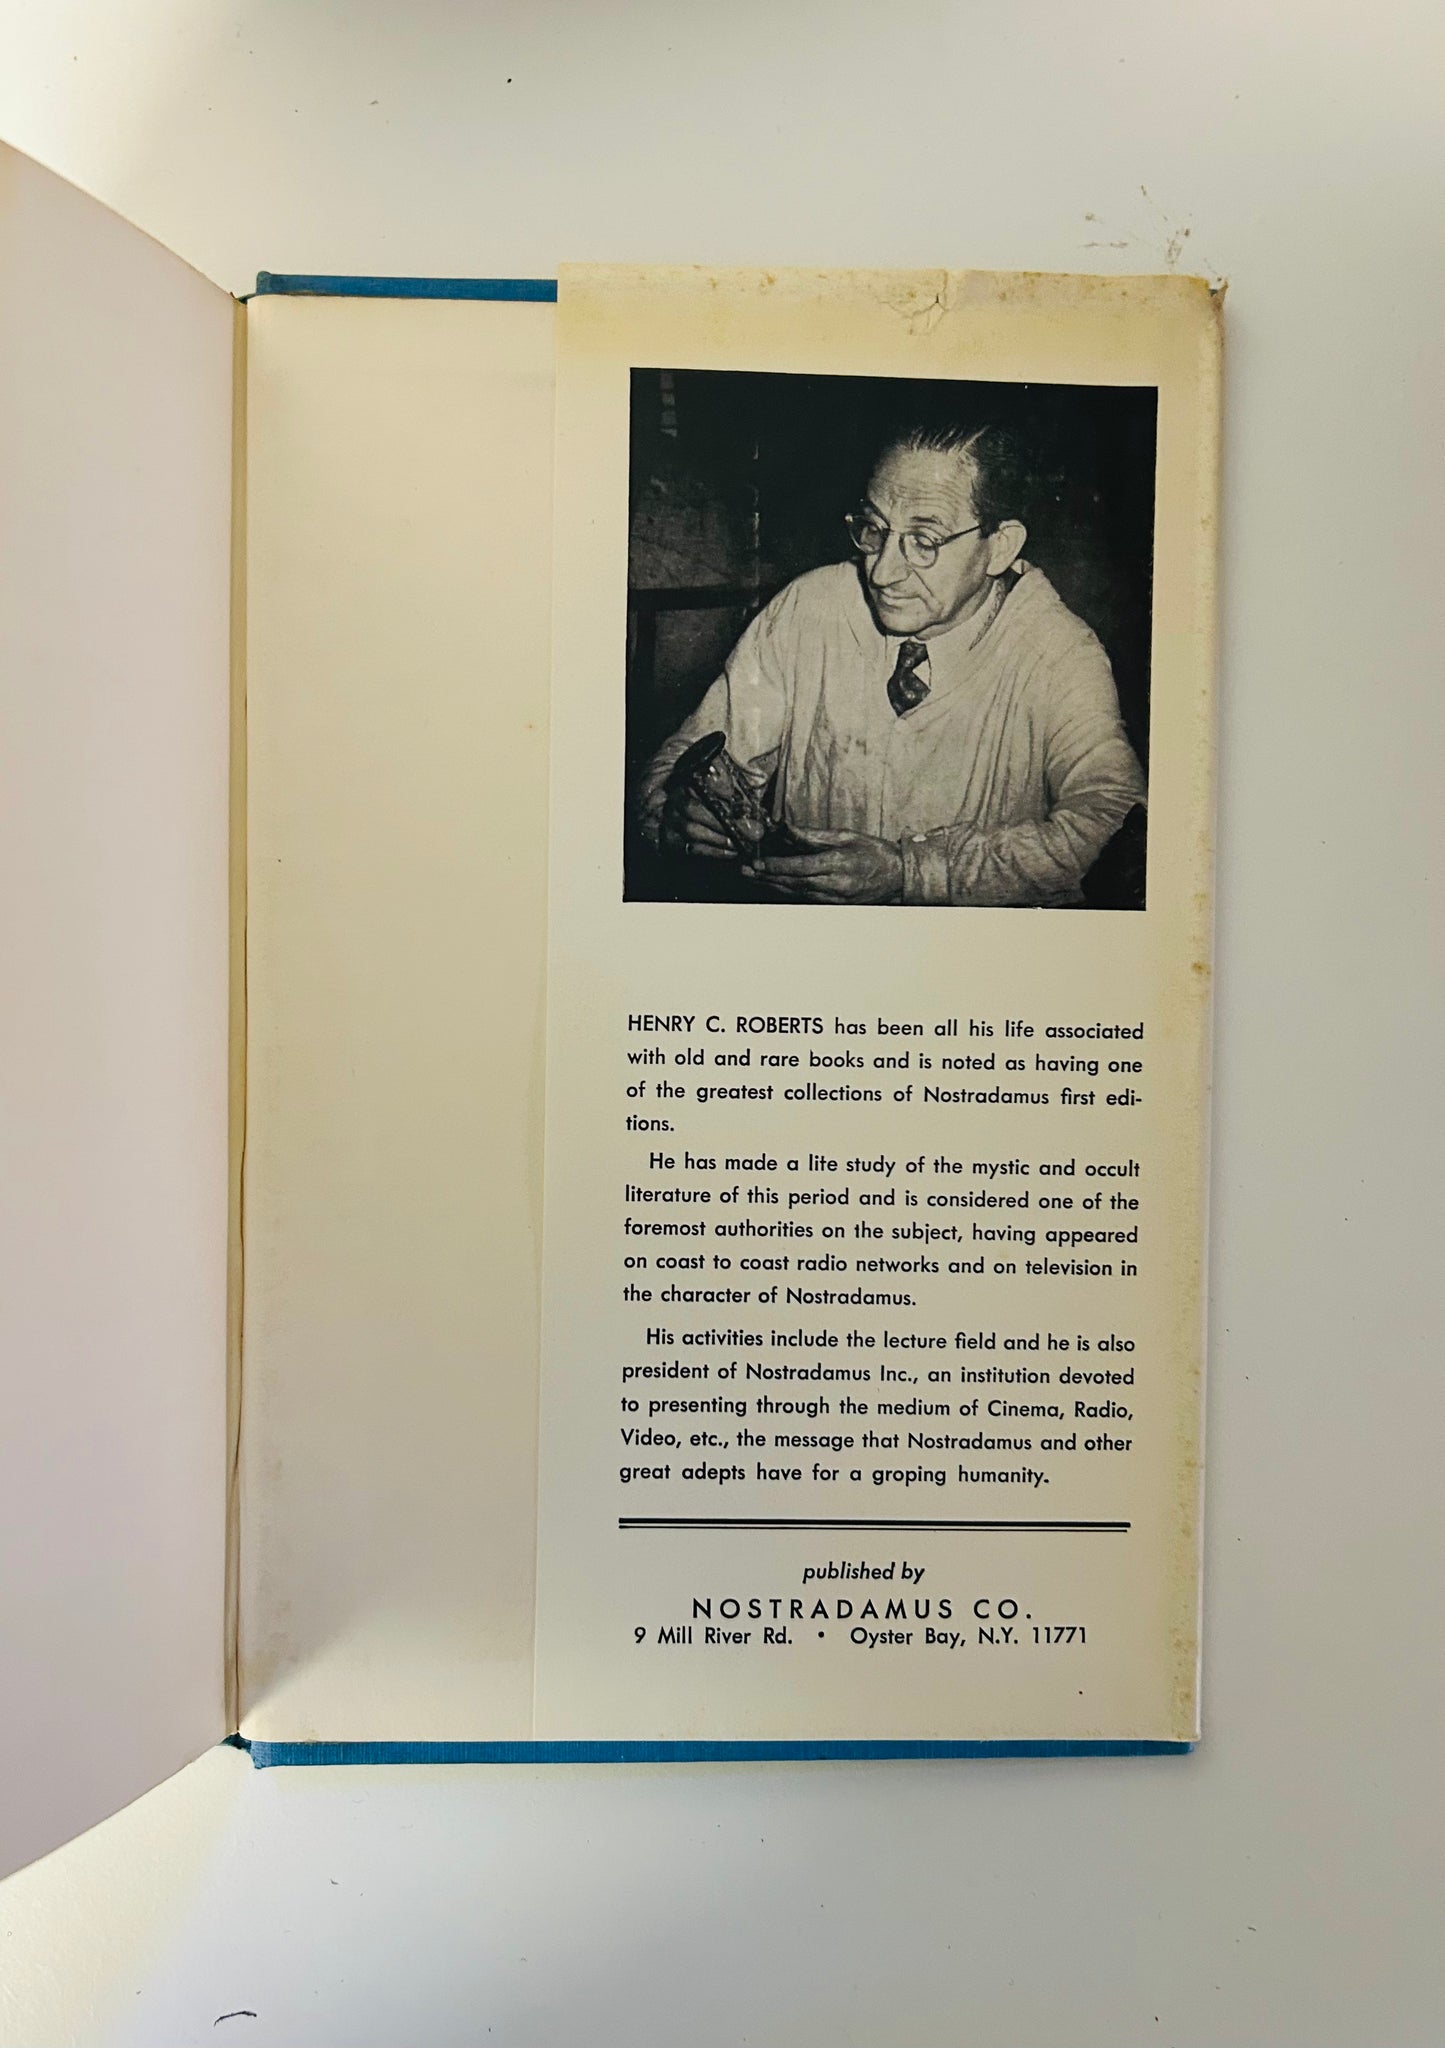 HENRY C. ROBERTS has been all his life associated
with old and rare books and is noted as having one
of the greatest collections of Nostradamus first edi-
tions.
He has made a life study of the mystic and occult
literature of this period and is considered one of the
foremost authorities on the subject, having appeared
on coast to coast radio networks and on television in
the character of Nostradamus.
His activities include the lecture field and he is also
president of Nostradamus Inc., an institution devoted
to presenting through the medium of Cinema, Radio,
Video, etc., the message that Nostradamus and other
great adepts have for a groping humanity.
published by
NOSTRADAMUS CO.
9 Mill River Rd. • Oyster Bay, N.Y. 11771